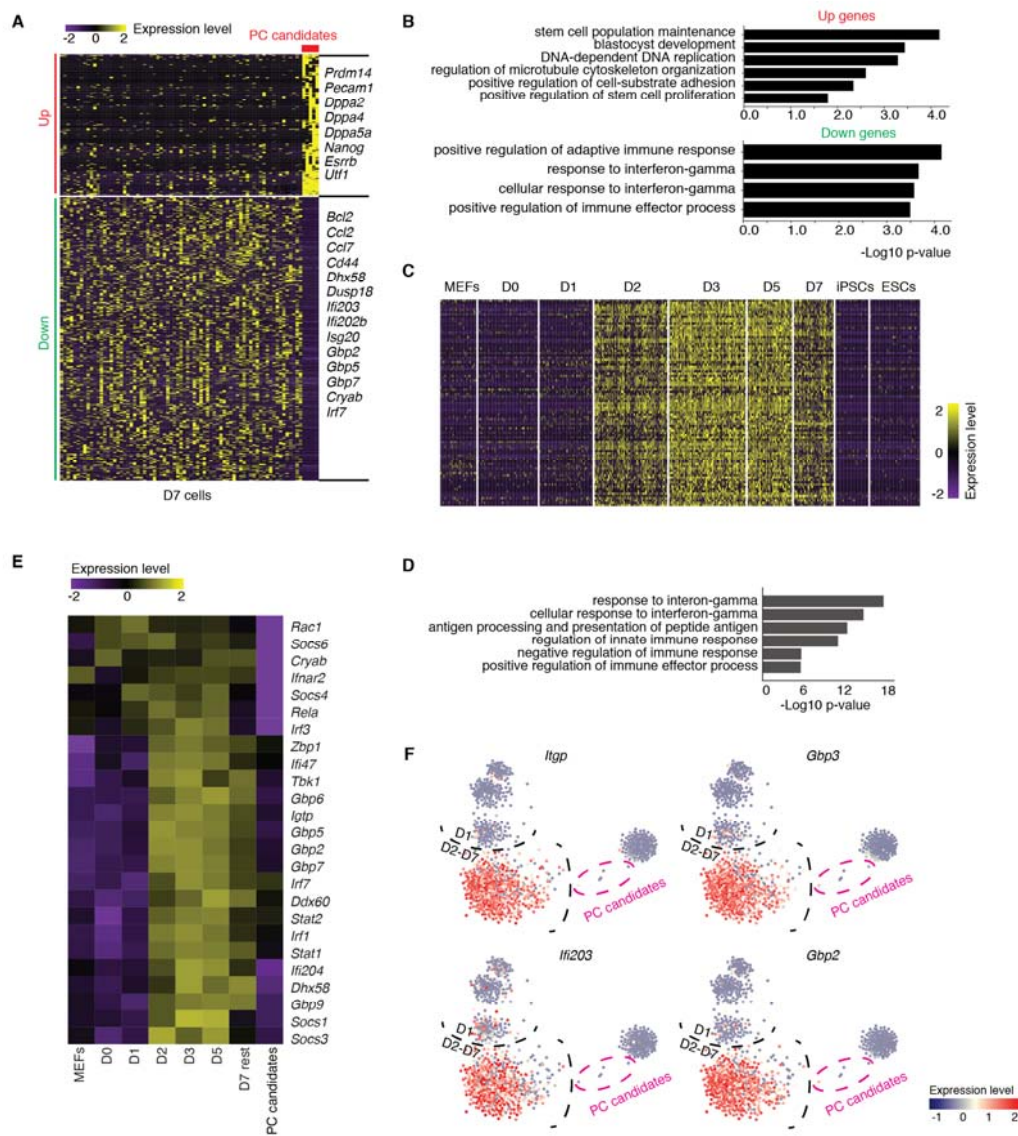 A
-2 0 2 Expression level
PC candidates
Up
Prdm14
Pecam1
Dppa2
Dppa4
Dppa5a
Nanog
Esrrb
Utf1
Down
Bcl2
Ccl2
Ccl7
Cd44
Dhx58
Dusp18
Ifi203
Ifi202b
Isg20
Gbp2
Gbp5
Gbp7
Cryab
Irf7
D7 cells
B
Up genes
stem cell population maintenance
blastocyst development
DNA-dependent DNA replication
regulation of microtubule cytoskeleton organization
positive regulation of cell-substrate adhesion
positive regulation of stem cell proliferation
0.0 1.0 2.0 3.0 4.0
Down genes
positive regulation of adaptive immune response
response to interferon-gamma
cellular response to interferon-gamma
positive regulation of immune effector process
0.0 1.0 2.0 3.0 4.0
-Log10 p-value
C
MEFs D0 D1 D2 D3 D5 D7 iPSCs ESCs
2
0
-2
Expression level
D
response to interon-gamma
cellular response to interferon-gamma
antigen processing and presentation of peptide antigen
regulation of innate immune response
negative regulation of immune response
positive regulation of immune effector process
0 6 12 18
-Log10 p-value
E
Expression level
-2 0 2
Rac1
Socs6
Cryab
Ifnar2
Socs4
Rela
Irf3
Zbp1
Ifi47
Tbk1
Gbp6
Igtp
Gbp5
Gbp2
Gbp7
Irf7
Ddx60
Stat2
Irf1
Stat1
Ifi204
Dhx58
Gbp9
Socs1
Socs3
MEFs
D0
D1
D2
D3
D5
D7 rest
PC candidates
F
Itgp
D1
D2-D7
PC candidates
Gbp3
D1
D2-D7
PC candidates
Ifi203
D1
D2-D7
PC candidates
Gbp2
D1
D2-D7
PC candidates
Expression level
-1 0 1 2